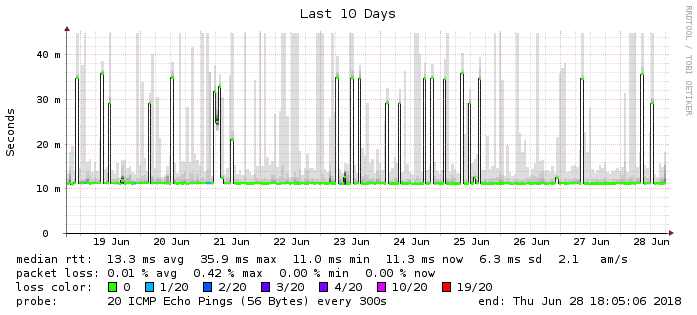 Last 10 Days
RRDTOOL / TOBI OETIKER
Seconds
40 m
30 m
20 m
10 m
0
19 Jun 20 Jun 21 Jun 22 Jun 23 Jun 24 Jun 25 Jun 26 Jun 27 Jun 28 Jun
median rtt: 13.3 ms avg 35.9 ms max 11.0 ms min 11.3 ms now 6.3 ms sd 2.1 am/s
packet loss: 0.01 % avg 0.42 % max 0.00 % min 0.00 % now
loss color: 0 1/20 2/20 3/20 4/20 10/20 19/20
probe: 20 ICMP Echo Pings (56 Bytes) every 300s end: Thu Jun 28 18:05:06 2018